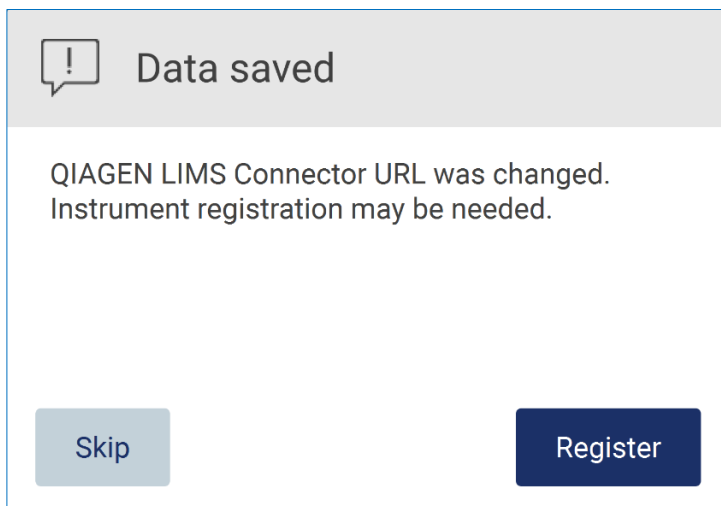 Data saved
QIAGEN LIMS Connector URL was changed.
Instrument registration may be needed.
Skip
Register